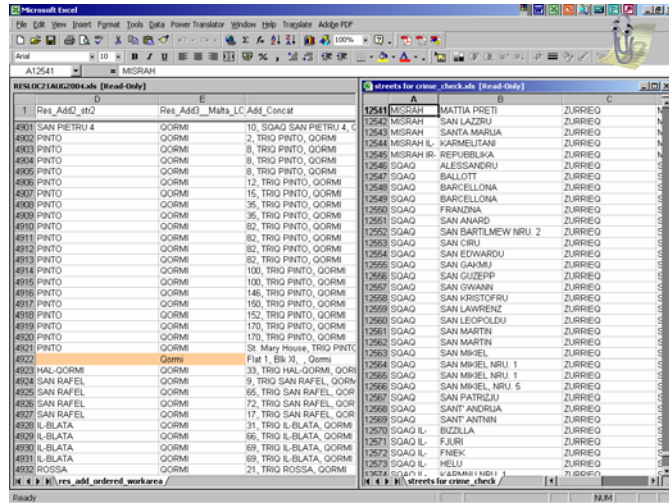 Microsoft Excel
File Edit View Insert Format Tools Data Power Translator Window Help Translate Adobe PDF
Arial 10 B I U 100%
A12541 = MISRAH
RESLOC21AUG2004.xls [Read-Only]
D E
1 Res_Add2_str2 Res_Add3__Malta_LC Add_Concat
4901 SAN PIETRU 4 QORMI 10, SQAQ SAN PIETRU 4, Q
4902 PINTO QORMI 2, TRIQ PINTO, QORMI
4903 PINTO QORMI 8, TRIQ PINTO, QORMI
4904 PINTO QORMI 8, TRIQ PINTO, QORMI
4905 PINTO QORMI 8, TRIQ PINTO, QORMI
4906 PINTO QORMI 12, TRIQ PINTO, QORMI
4907 PINTO QORMI 15, TRIQ PINTO, QORMI
4908 PINTO QORMI 35, TRIQ PINTO, QORMI
4909 PINTO QORMI 35, TRIQ PINTO, QORMI
4910 PINTO QORMI 82, TRIQ PINTO, QORMI
4911 PINTO QORMI 82, TRIQ PINTO, QORMI
4912 PINTO QORMI 82, TRIQ PINTO, QORMI
4913 PINTO QORMI 82, TRIQ PINTO, QORMI
4914 PINTO QORMI 100, TRIQ PINTO, QORMI
4915 PINTO QORMI 100, TRIQ PINTO, QORMI
4916 PINTO QORMI 146, TRIQ PINTO, QORMI
4917 PINTO QORMI 150, TRIQ PINTO, QORMI
4918 PINTO QORMI 152, TRIQ PINTO, QORMI
4919 PINTO QORMI 170, TRIQ PINTO, QORMI
4920 PINTO QORMI 170, TRIQ PINTO, QORMI
4921 PINTO QORMI St. Mary House, TRIQ PINTO
4922 Qormi Flat 1, Blk XI, , Qormi
4923 HAL-QORMI QORMI 33, TRIQ HAL-QORMI, QORI
4924 SAN RAFEL QORMI 9, TRIQ SAN RAFEL, QORM
4925 SAN RAFEL QORMI 65, TRIQ SAN RAFEL, QOR
4926 SAN RAFEL QORMI 72, TRIQ SAN RAFEL, QOR
4927 SAN RAFEL QORMI 17, TRIQ SAN RAFEL, QOR
4928 IL-BLATA QORMI 31, TRIQ IL-BLATA, QORMI
4929 IL-BLATA QORMI 66, TRIQ IL-BLATA, QORMI
4930 IL-BLATA QORMI 69, TRIQ IL-BLATA, QORMI
4931 IL-BLATA QORMI 69, TRIQ IL-BLATA, QORMI
4932 ROSSA QORMI 21, TRIQ ROSSA, QORMI
res_add_ordered_workarea
streets for crime_check.xls [Read-Only]
A B C
12541 MISRAH MATTIA PRETI ZURRIEQ
12542 MISRAH SAN LAZZRU ZURRIEQ
12543 MISRAH SANTA MARIJA ZURRIEQ
12544 MISRAH IL- KARMELITANI ZURRIEQ
12545 MISRAH IR- REPUBBLIKA ZURRIEQ
12546 SQAQ ALESSANDRU ZURRIEQ
12547 SQAQ BALLOTT ZURRIEQ
12548 SQAQ BARCELLONA ZURRIEQ
12549 SQAQ BARCELLONA ZURRIEQ
12550 SQAQ FRANZINA ZURRIEQ
12551 SQAQ SAN ANARD ZURRIEQ
12552 SQAQ SAN BARTILMEW NRU. 2 ZURRIEQ
12553 SQAQ SAN CIRU ZURRIEQ
12554 SQAQ SAN EDWARDU ZURRIEQ
12555 SQAQ SAN GAKMU ZURRIEQ
12556 SQAQ SAN GUZEPP ZURRIEQ
12557 SQAQ SAN GWANN ZURRIEQ
12558 SQAQ SAN KRISTOFRU ZURRIEQ
12559 SQAQ SAN LAWRENZ ZURRIEQ
12560 SQAQ SAN LEOPOLDU ZURRIEQ
12561 SQAQ SAN MARTIN ZURRIEQ
12562 SQAQ SAN MARTIN ZURRIEQ
12563 SQAQ SAN MIKIEL ZURRIEQ
12564 SQAQ SAN MIKIEL NRU. 1 ZURRIEQ
12565 SQAQ SAN MIKIEL NRU. 1 ZURRIEQ
12566 SQAQ SAN MIKIEL, NRU. 5 ZURRIEQ
12567 SQAQ SAN PATRIZJU ZURRIEQ
12568 SQAQ SANT' ANDRIJA ZURRIEQ
12569 SQAQ SANT' ANTNIN ZURRIEQ
12570 SQAQ IL- BIZZILLA ZURRIEQ
12571 SQAQ IL- FJURI ZURRIEQ
12572 SQAQ IL- FNIEK ZURRIEQ
12573 SQAQ IL- HELU ZURRIEQ
12574 SQAQ IL- KARMNU NRU. 1 ZURRIEQ
streets for crime_check
Ready NUM